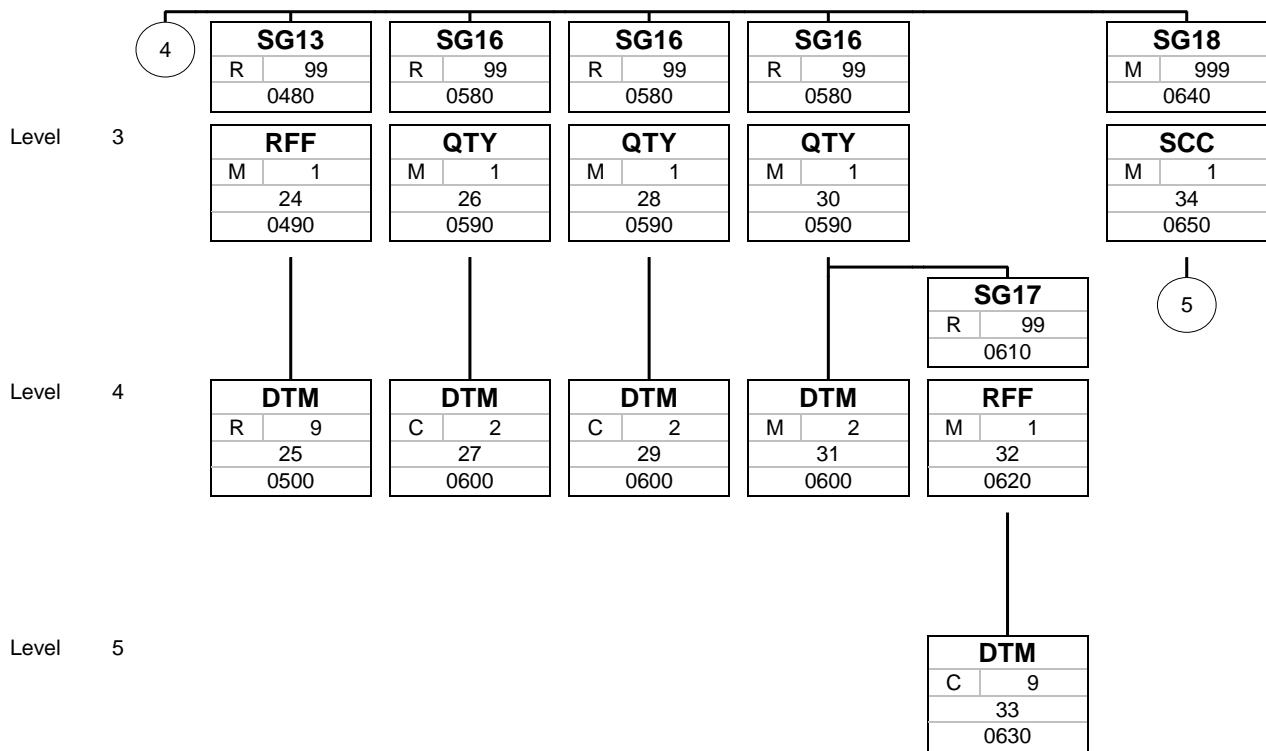 4
SG13
R 99
0480
SG16
R 99
0580
SG16
R 99
0580
SG16
R 99
0580
SG18
M 999
0640
Level 3
RFF
M 1
24
0490
QTY
M 1
26
0590
QTY
M 1
28
0590
QTY
M 1
30
0590
SCC
M 1
34
0650
SG17
R 99
0610
5
Level 4
DTM
R 9
25
0500
DTM
C 2
27
0600
DTM
C 2
29
0600
DTM
M 2
31
0600
RFF
M 1
32
0620
Level 5
DTM
C 9
33
0630